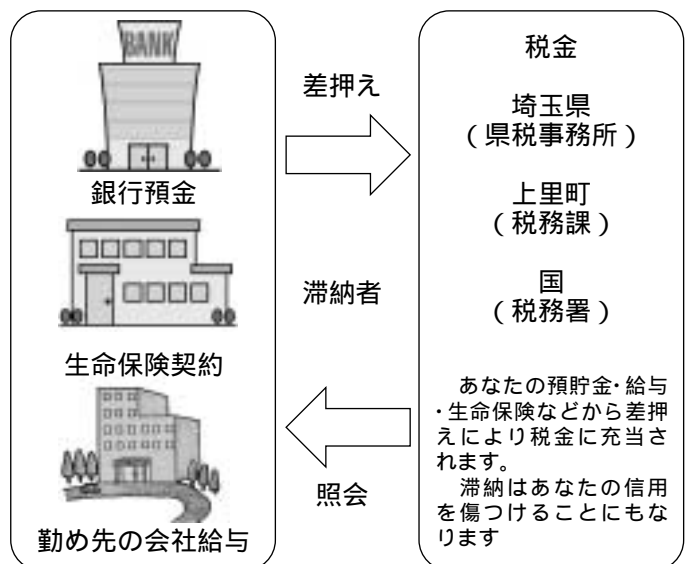 BANK
銀行預金
生命保険契約
勤め先の会社給与
差押え
滞納者
照会
税金
埼玉県
(県税事務所)
上里町
(税務課)
国
(税務署)
あなたの預貯金・給与
・生命保険などから差押
えにより税金に充当さ
れます。
滞納はあなたの信用
を傷つけることにもな
ります